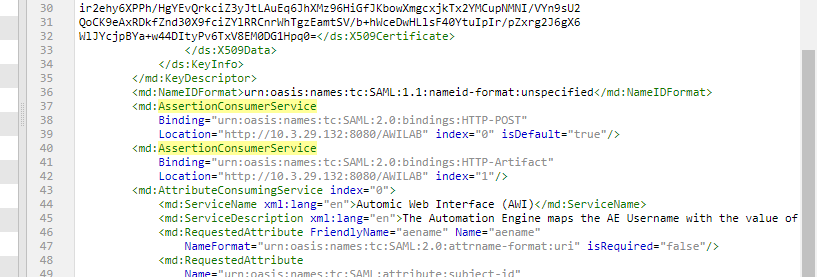 30 ir2ehy6XPPh/HgYEvQrkciZ3yJtLAuEq6JhXMz96HiGfJKbowXmgcxjkTx2YMCupNMNI/VYn9sU2
31 QoCK9eAxRDkfZnd30X9fciZYlRRCnrWhTgzEamtSV/b+hWceDwHLlsF40YtuIpIr/pZxrg2J6gX6
32 WlJYcjpBYa+w44DItyPv6TxV8EM0DG1Hpq0=</ds:X509Certificate>
33 </ds:X509Data>
34 </ds:KeyInfo>
35 </md:KeyDescriptor>
36 <md:NameIDFormat>urn:oasis:names:tc:SAML:1.1:nameid-format:unspecified</md:NameIDFormat>
37 <md:AssertionConsumerService
38 Binding="urn:oasis:names:tc:SAML:2.0:bindings:HTTP-POST"
39 Location="http://10.3.29.132:8080/AWILAB" index="0" isDefault="true"/>
40 <md:AssertionConsumerService
41 Binding="urn:oasis:names:tc:SAML:2.0:bindings:HTTP-Artifact"
42 Location="http://10.3.29.132:8080/AWILAB" index="1"/>
43 <md:AttributeConsumingService index="0">
44 <md:ServiceName xml:lang="en">Automic Web Interface (AWI)</md:ServiceName>
45 <md:ServiceDescription xml:lang="en">The Automation Engine maps the AE Username with the value of
46 <md:RequestedAttribute FriendlyName="aename" Name="aename"
47 NameFormat="urn:oasis:names:tc:SAML:2.0:attrname-format:uri" isRequired="false"/>
48 <md:RequestedAttribute
49 Name="urn:oasis:names:tc:SAML:attribute:subject-id"